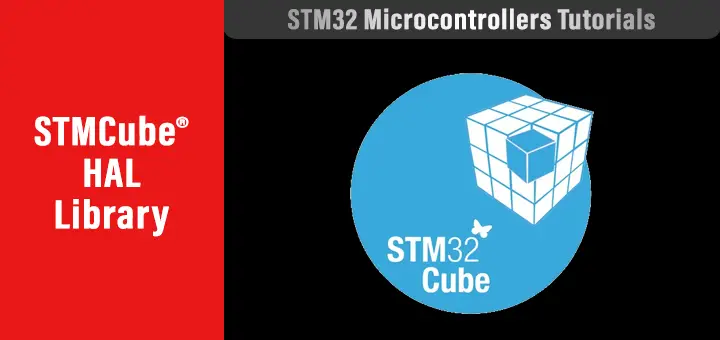 STM32 Microcontrollers Tutorials
STMCube®
HAL
Library
STM32
Cube